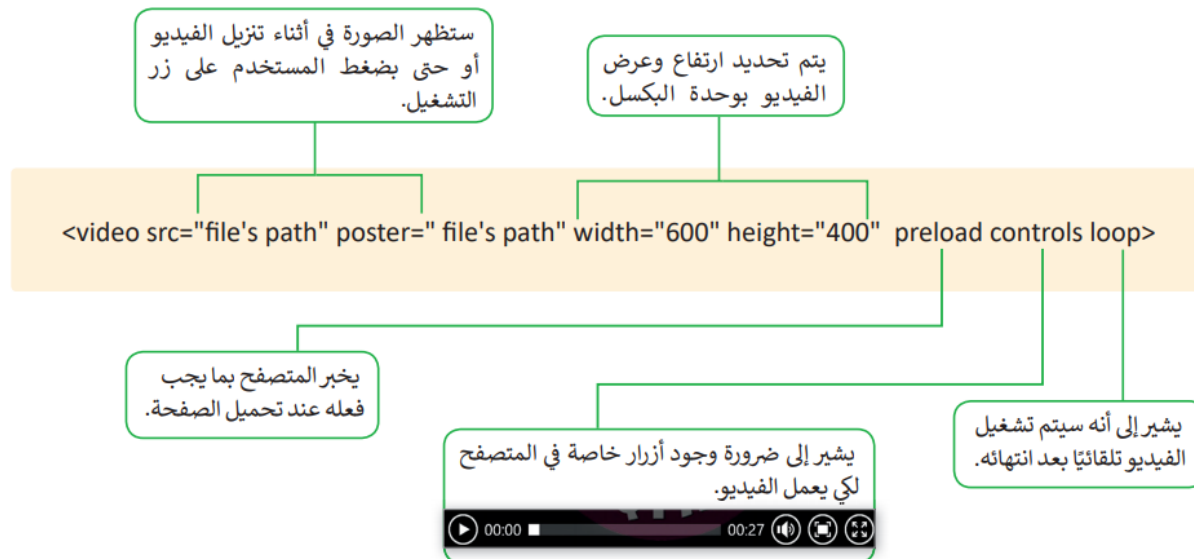 ستظهر الصورة في أثناء تنزيل الفيديو
أو حتى بضغط المستخدم على زر
التشغيل.
يتم تحديد ارتفاع وعرض
الفيديو بوحدة البكسل.
<video src="file's path" poster=" file's path" width="600" height="400"  preload controls loop>
يخبر المتصفح بما يجب
فعله عند تحميل الصفحة.
يشير إلى ضرورة وجود أزرار خاصة في المتصفح
لكي يعمل الفيديو.
00:00 00:27
يشير إلى أنه سيتم تشغيل
الفيديو تلقائيًا بعد انتهائه.